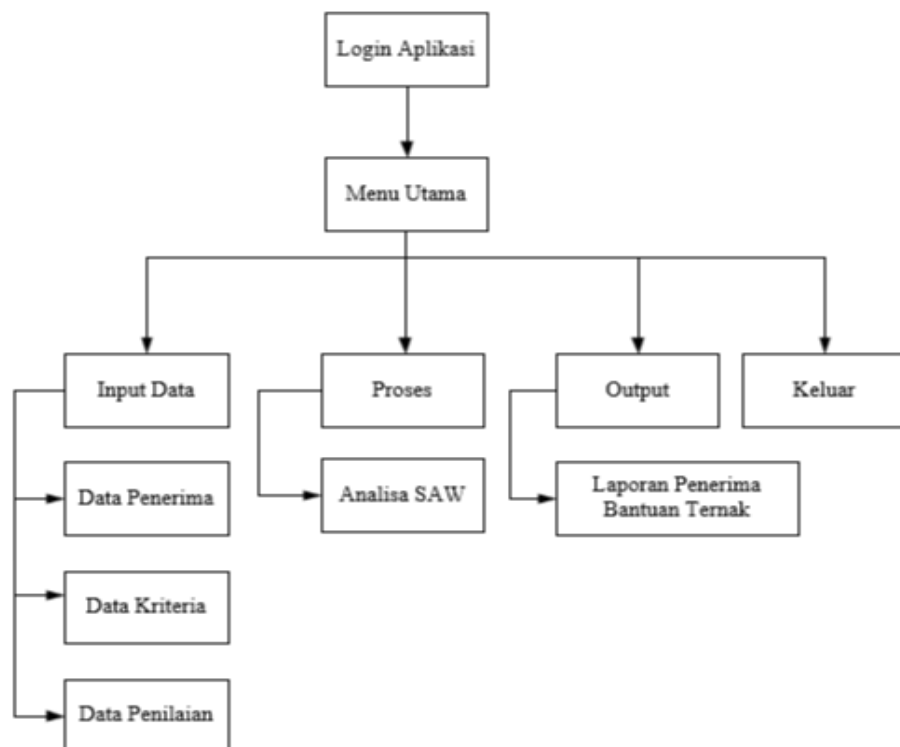 Login Aplikasi
Menu Utama
Input Data
Proses
Output
Keluar
Data Penerima
Analisa SAW
Laporan Penerima
Bantuan Ternak
Data Kriteria
Data Penilaian